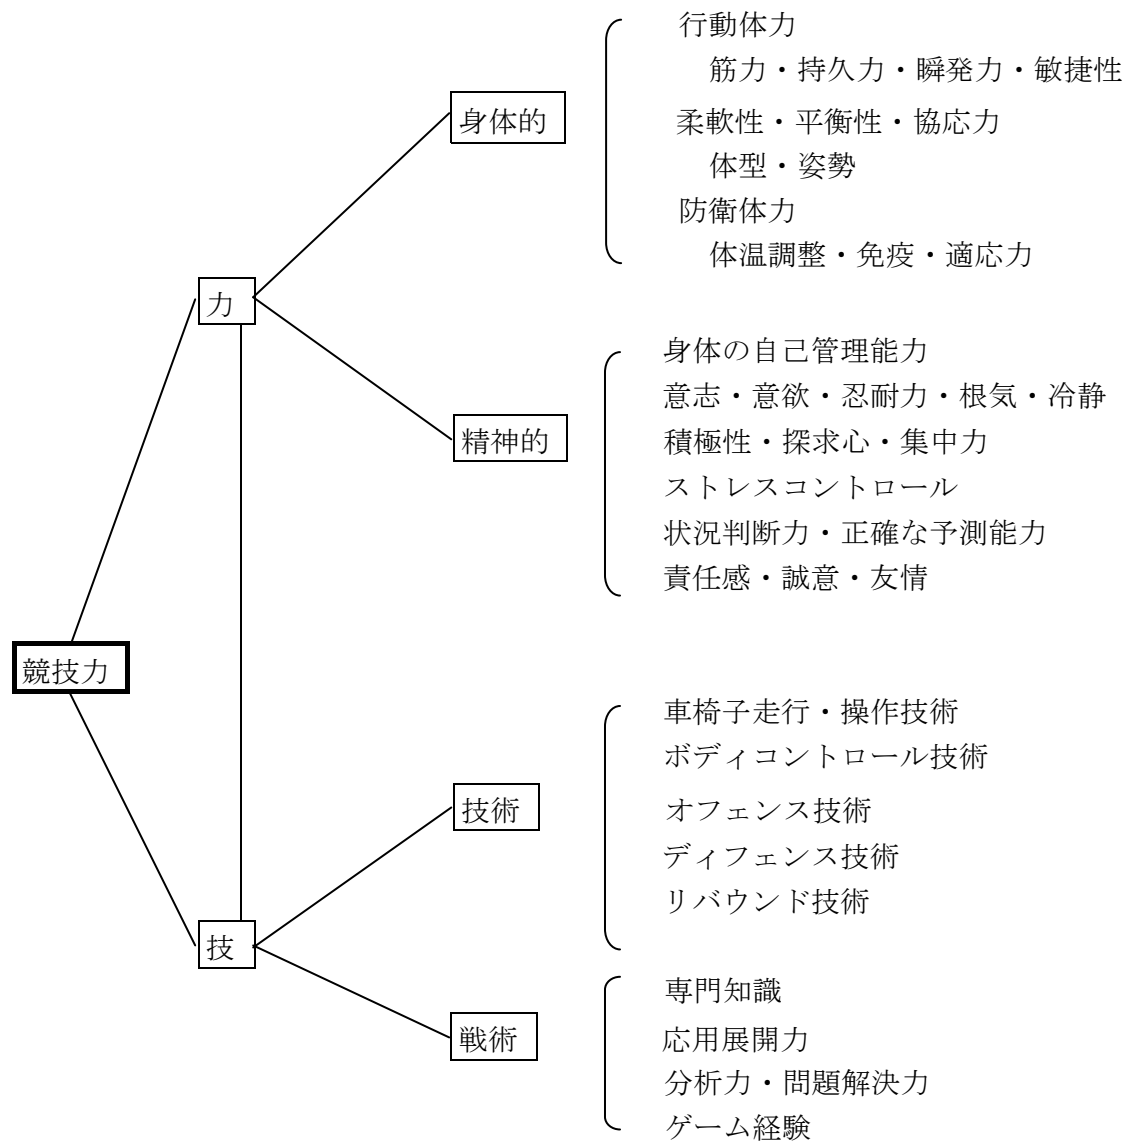 行動体力
筋力・持久力・瞬発力・敏捷性
身体的
柔軟性・平衡性・協応力
体型・姿勢
防衛体力
体温調整・免疫・適応力
力
身体の自己管理能力
意志・意欲・忍耐力・根気・冷静
精神的
積極性・探求心・集中力
ストレスコントロール
状況判断力・正確な予測能力
責任感・誠意・友情
競技力
車椅子走行・操作技術
ボディコントロール技術
技術
オフェンス技術
ディフェンス技術
リバウンド技術
技
専門知識
戦術
応用展開力
分析力・問題解決力
ゲーム経験